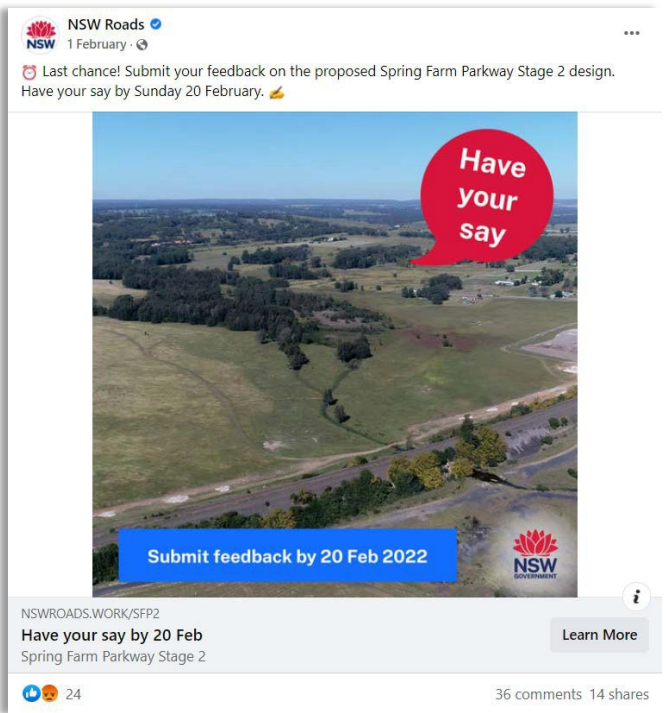 NSW Roads
NSW
1 February ·
Last chance! Submit your feedback on the proposed Spring Farm Parkway Stage 2 design.
Have your say by Sunday 20 February.
Have
your
say
Submit feedback by 20 Feb 2022
NSW
GOVERNMENT
i
NSWROADS.WORK/SFP2
Have your say by 20 Feb
Learn More
Spring Farm Parkway Stage 2
24
36 comments 14 shares